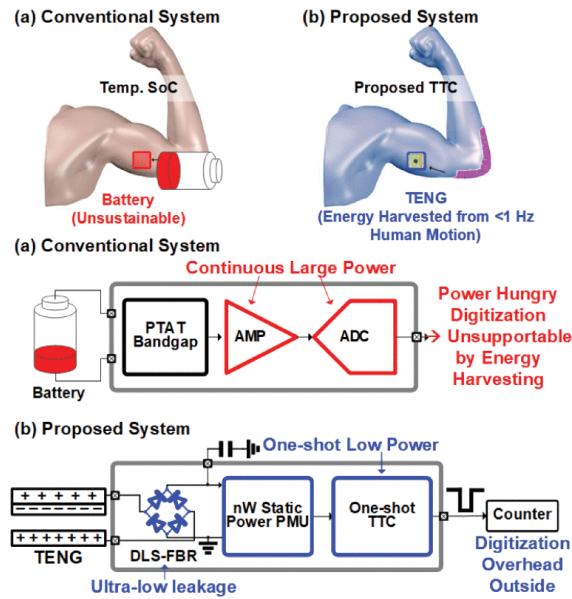 (a) Conventional System
(b) Proposed System
Temp. SoC
Proposed TTC
Battery
(Unsustainable)
TENG
(Energy Harvested from <1 Hz
Human Motion)
(a) Conventional System
Continuous Large Power
PTAT
Bandgap
AMP
ADC
Power Hungry
Digitization
Unsupportable
by Energy
Harvesting
Battery
(b) Proposed System
One-shot Low Power
+ + + + +
− − − − − −
+ + + + + + +
TENG
DLS-FBR
nW Static
Power PMU
One-shot
TTC
Counter
Ultra-low leakage
Digitization
Overhead
Outside